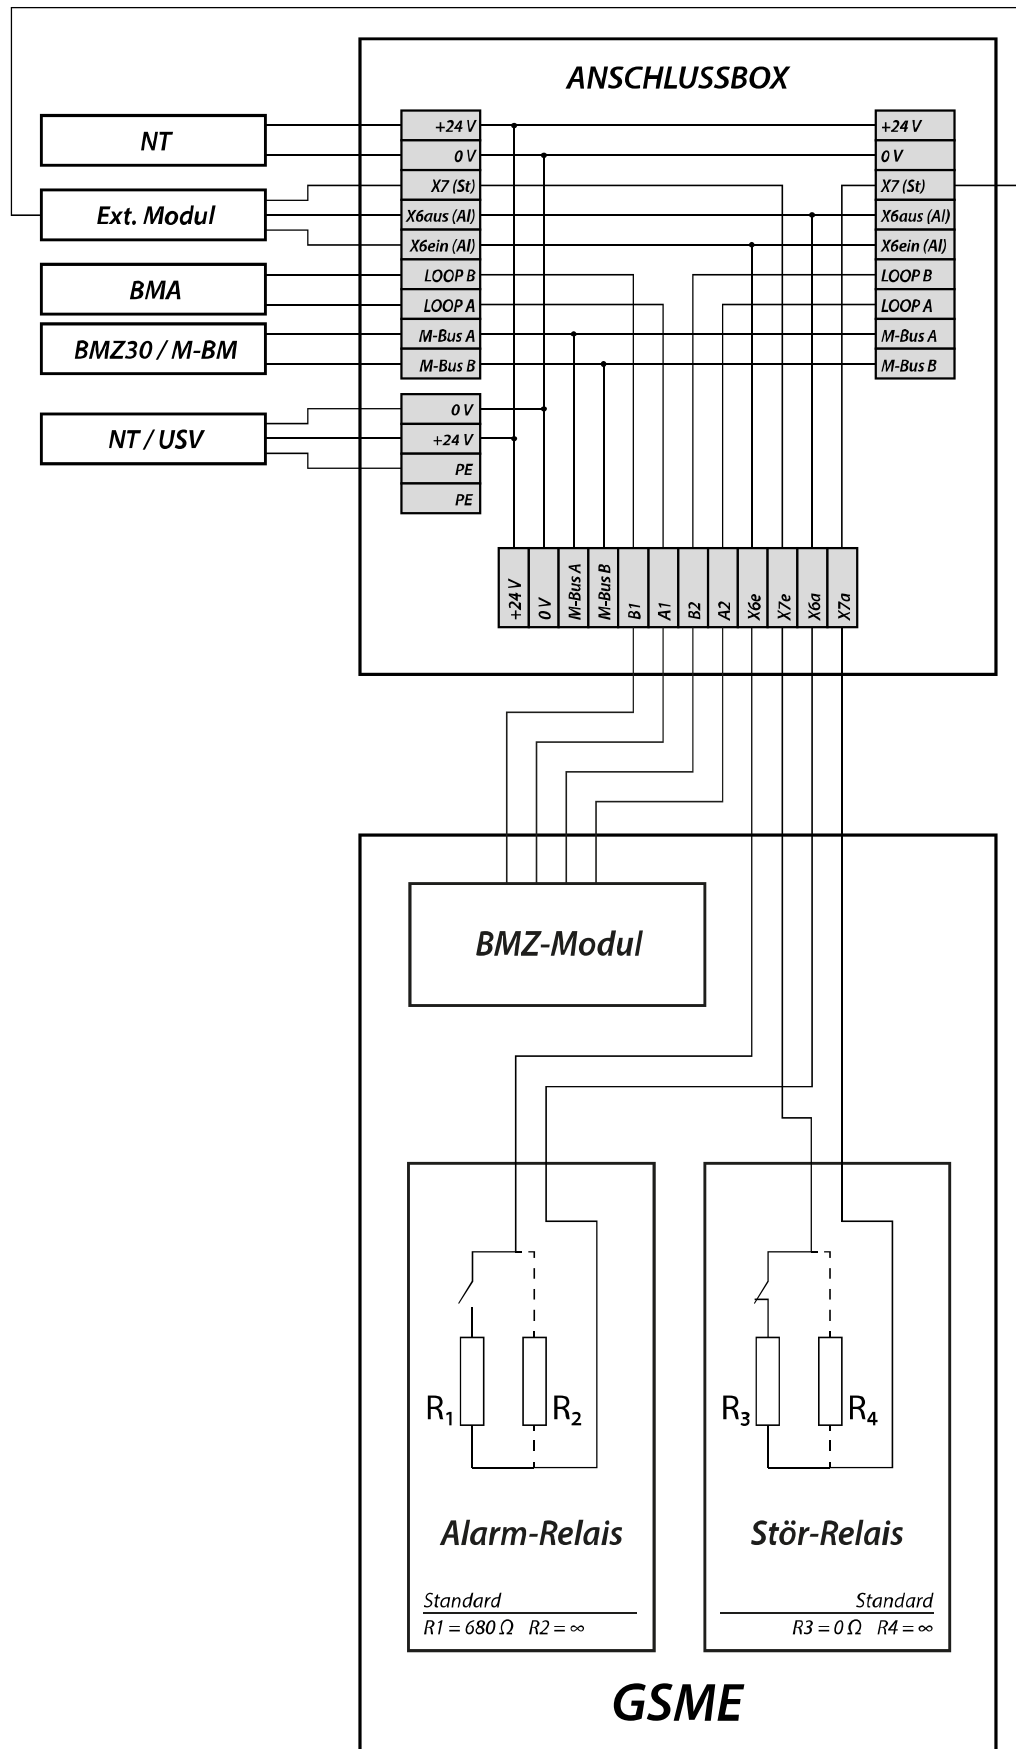 ANSCHLUSSBOX
NT
Ext. Modul
BMA
BMZ30 / M-BM
NT / USV
+24 V
0 V
X7 (St)
X6aus (Al)
X6ein (Al)
LOOP B
LOOP A
M-Bus A
M-Bus B
0 V
+24 V
PE
PE
+24 V
0 V
X7 (St)
X6aus (Al)
X6ein (Al)
LOOP B
LOOP A
M-Bus A
M-Bus B
+24 V
0 V
M-Bus A
M-Bus B
B1
A1
B2
A2
X6e
X7e
X6a
X7a
BMZ-Modul
R1
R2
Alarm-Relais
Standard
R1 = 680 Ω R2 = ∞
R3
R4
Stör-Relais
Standard
R3 = 0 Ω R4 = ∞
GSME